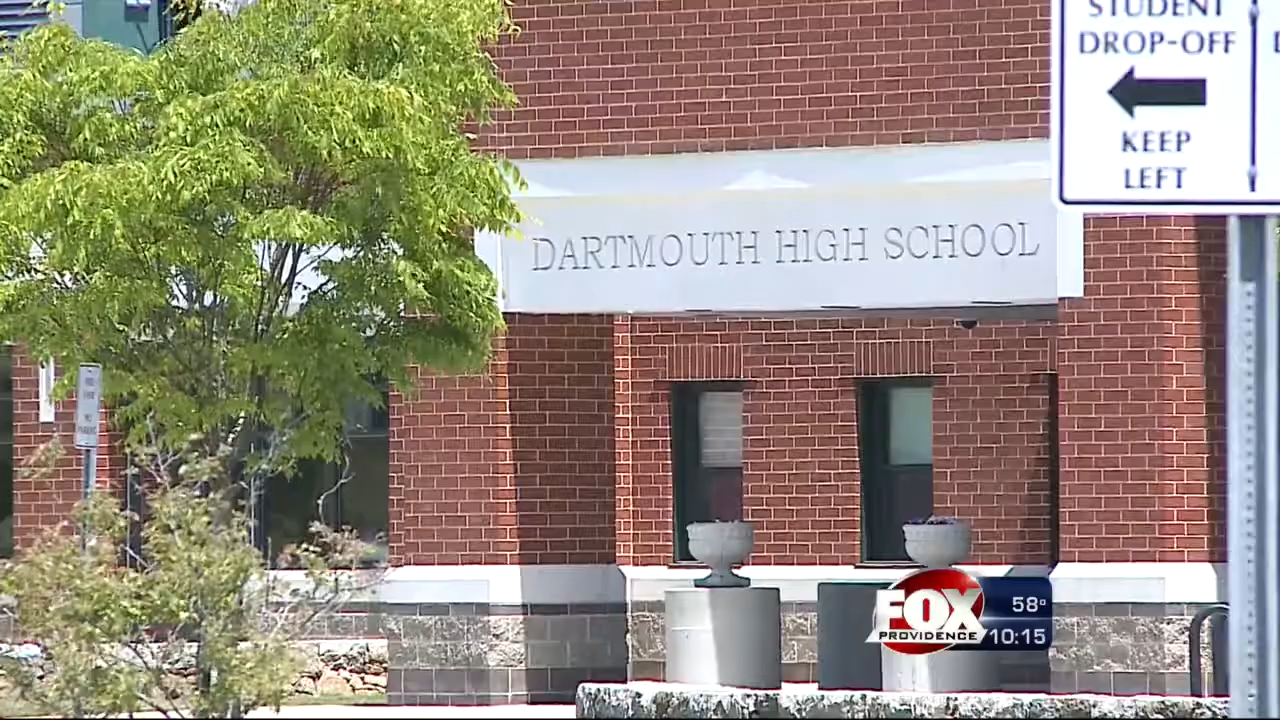 STUDENT
DROP-OFF
KEEP
LEFT
DARTMOUTH HIGH SCHOOL
FOX
PROVIDENCE
58°
10:15